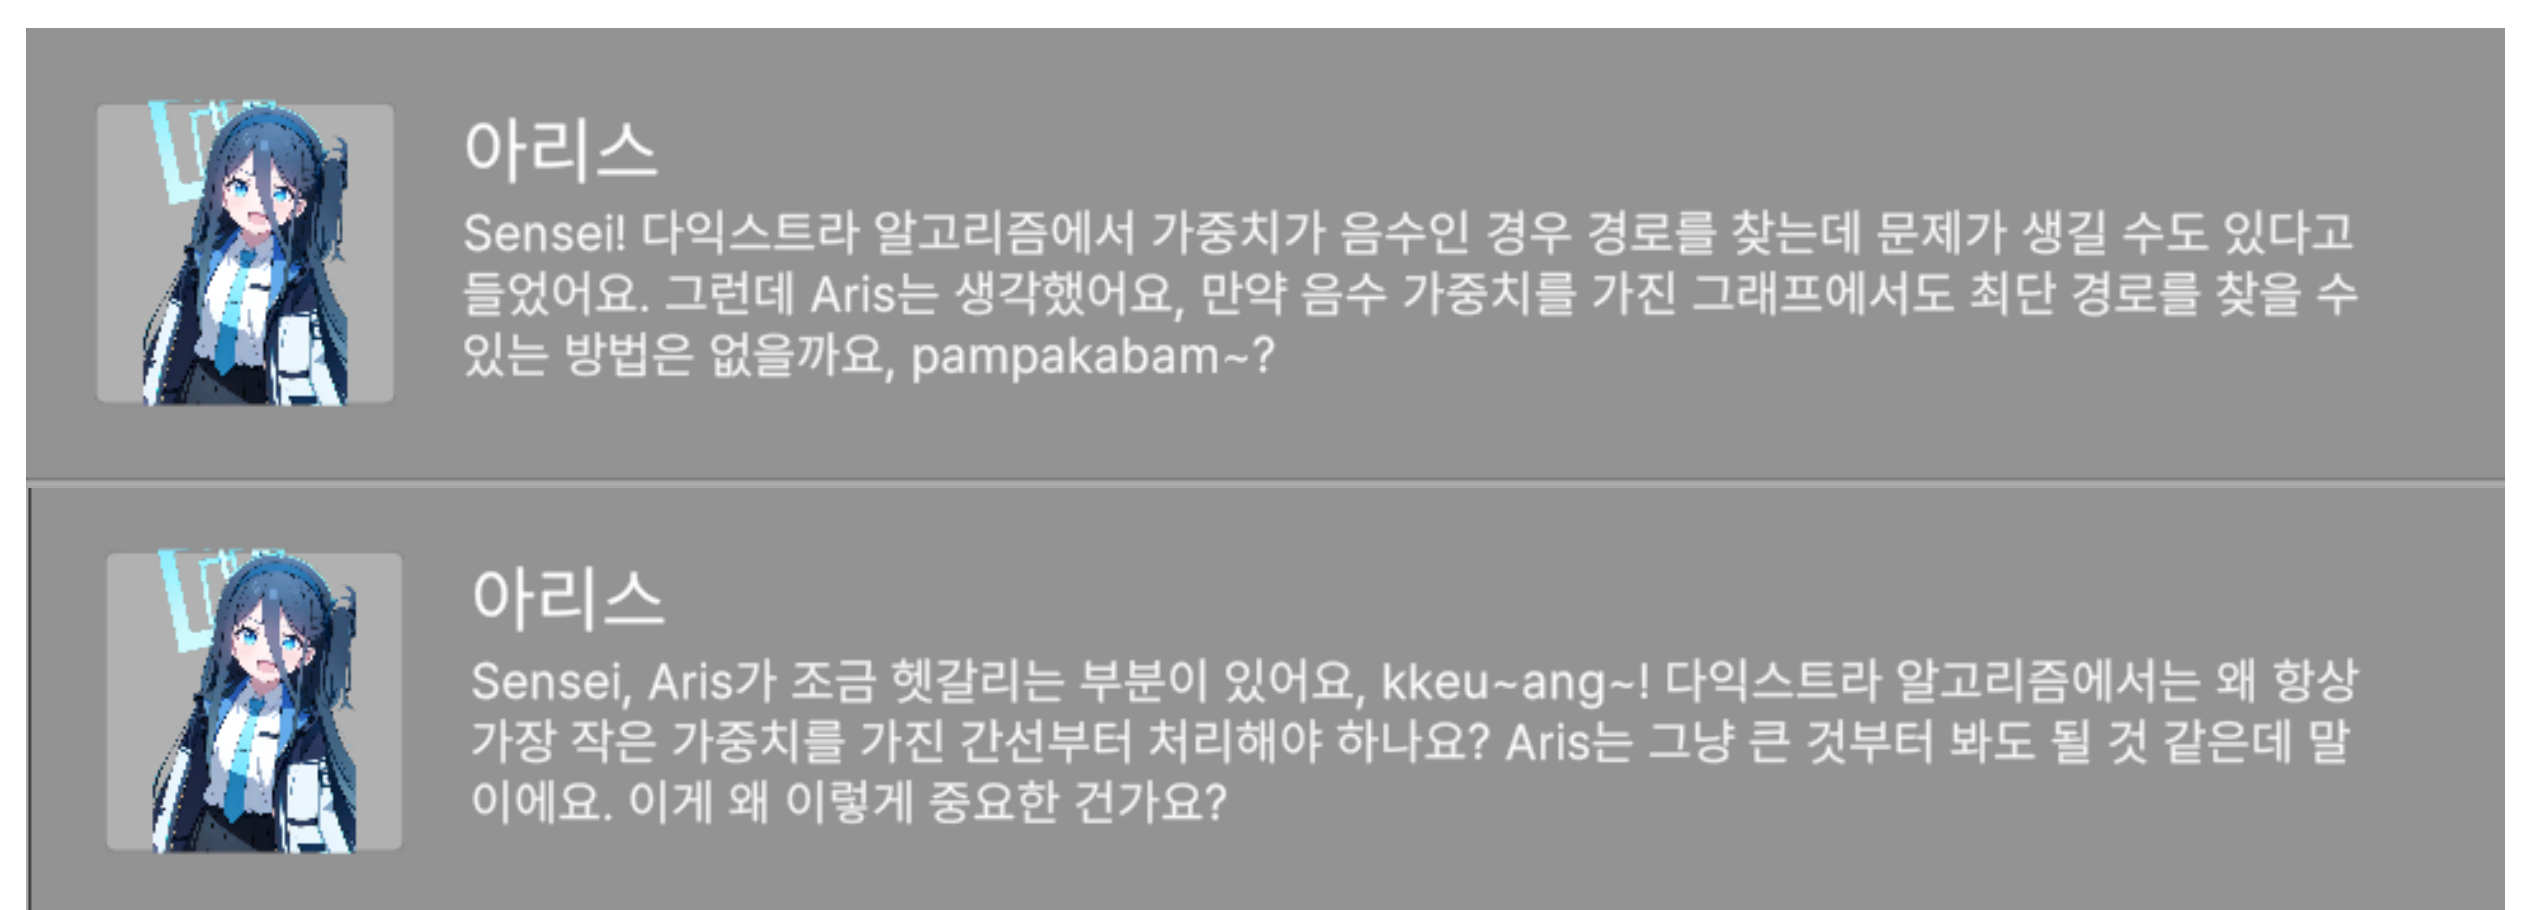 아리스
Sensei! 다익스트라 알고리즘에서 가중치가 음수인 경우 경로를 찾는데 문제가 생길 수도 있다고
들었어요. 그런데 Aris는 생각했어요, 만약 음수 가중치를 가진 그래프에서도 최단 경로를 찾을 수
있는 방법은 없을까요, pampakabam~?
아리스
Sensei, Aris가 조금 헷갈리는 부분이 있어요, kkeu~ang~! 다익스트라 알고리즘에서는 왜 항상
가장 작은 가중치를 가진 간선부터 처리해야 하나요? Aris는 그냥 큰 것부터 봐도 될 것 같은데 말
이에요. 이게 왜 이렇게 중요한 건가요?